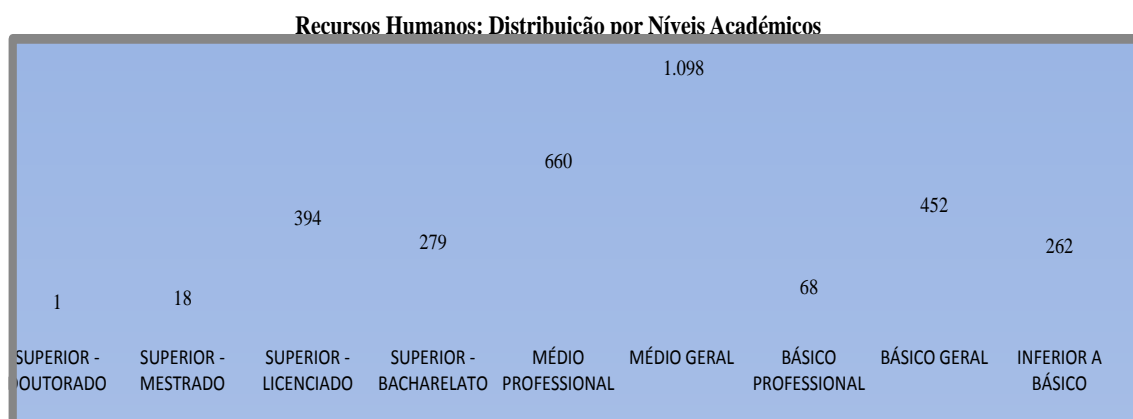 Recursos Humanos: Distribuição por Níveis Académicos
1.098
660
452
394
279
262
68
18
1
SUPERIOR - DOUTORADO
SUPERIOR - MESTRADO
SUPERIOR - LICENCIADO
SUPERIOR - BACHARELATO
MÉDIO PROFESSIONAL
MÉDIO GERAL
BÁSICO PROFESSIONAL
BÁSICO GERAL
INFERIOR A BÁSICO